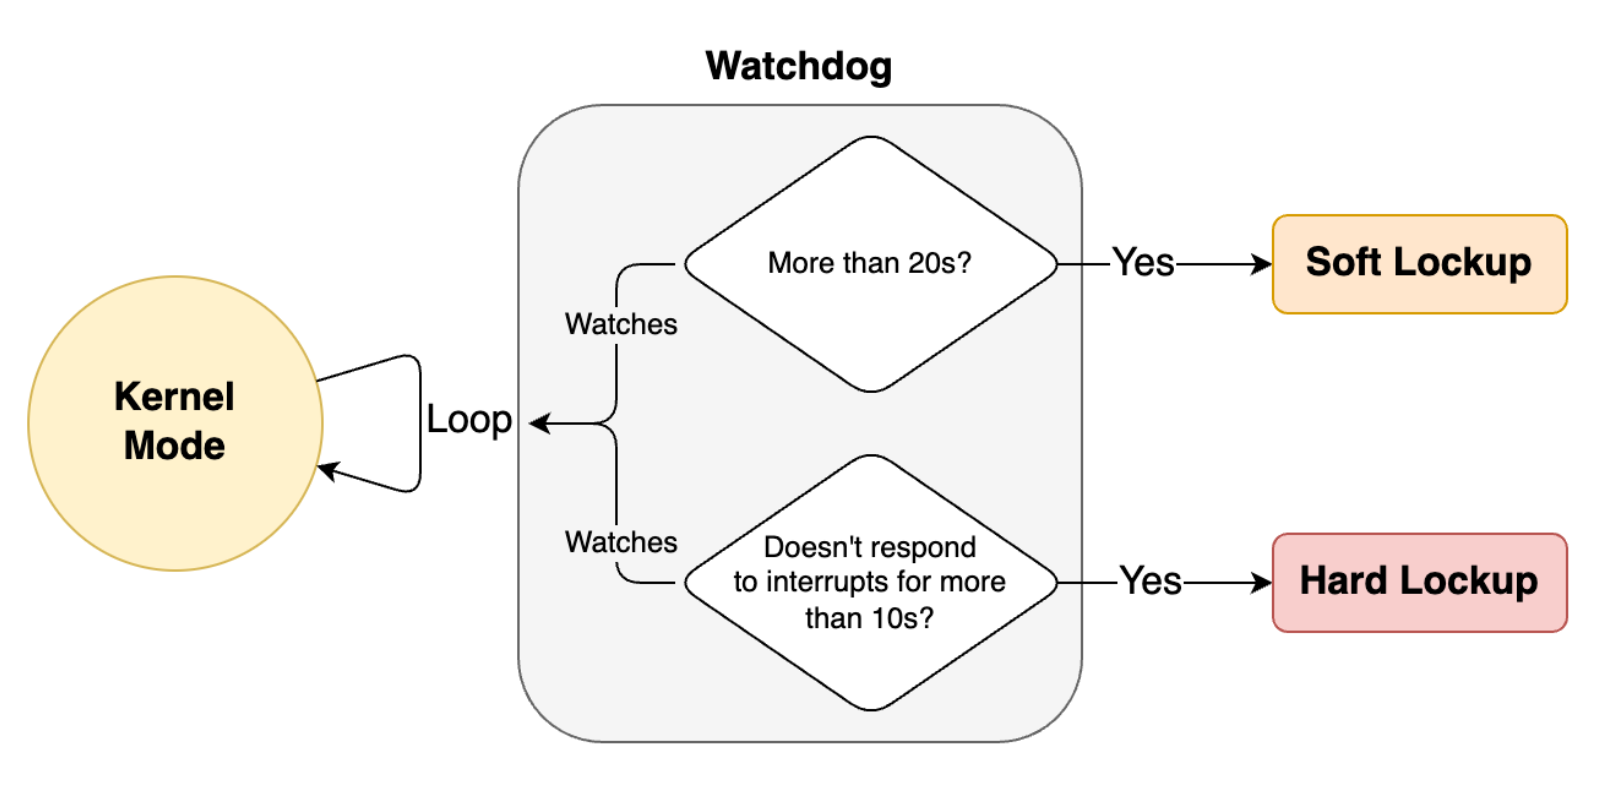 Watchdog
More than 20s?
Yes
Soft Lockup
Watches
Kernel
Mode
Loop
Watches
Doesn't respond
to interrupts for more
than 10s?
Yes
Hard Lockup